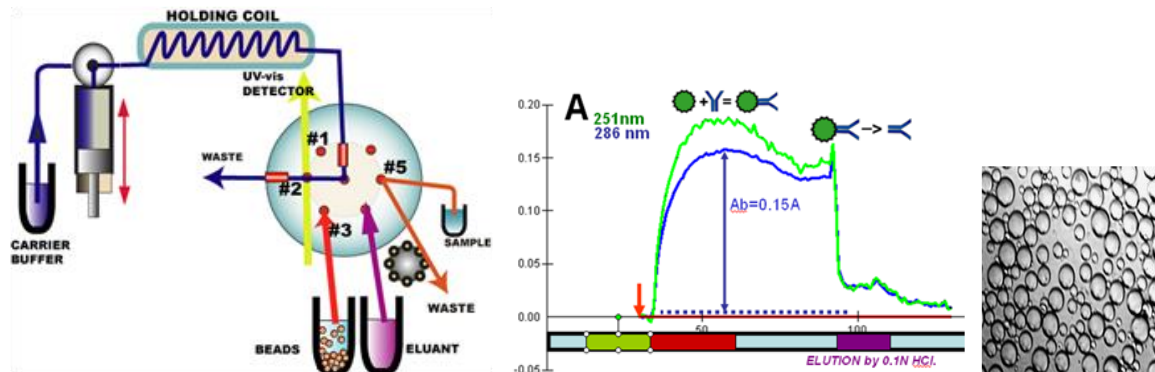 HOLDING COIL
UV-vis
DETECTOR
#1
#5
WASTE
#2
#3
CARRIER
BUFFER
SAMPLE
WASTE
BEADS
ELUANT
A
251nm
286 nm
+ =
->
0.20
0.15
Ab=0.15A
0.10
0.05
0.00
50
100
ELUTION by 0.1N HCl.
-0.05